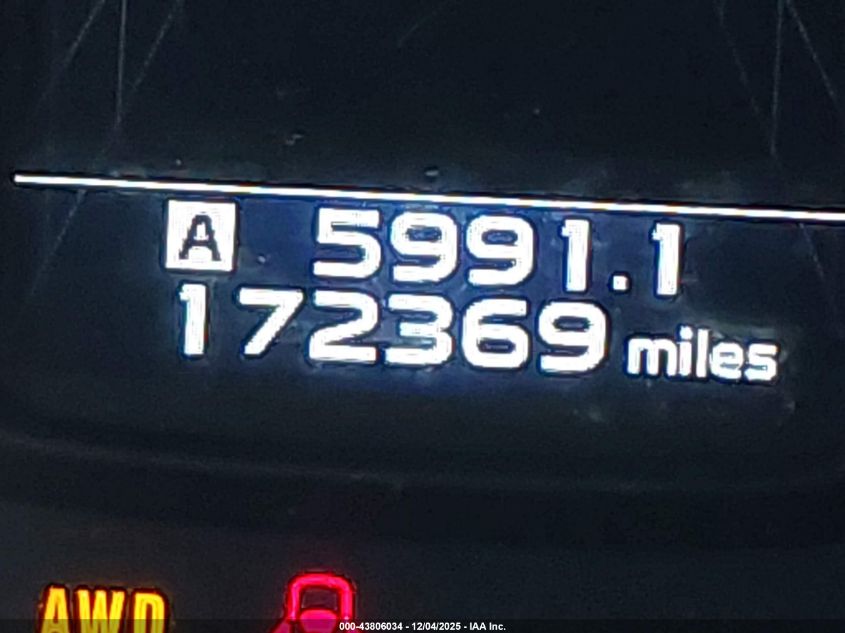 A 5991.1
172369 miles
AWD
000-43806034 - 12/04/2025 - IAA Inc.